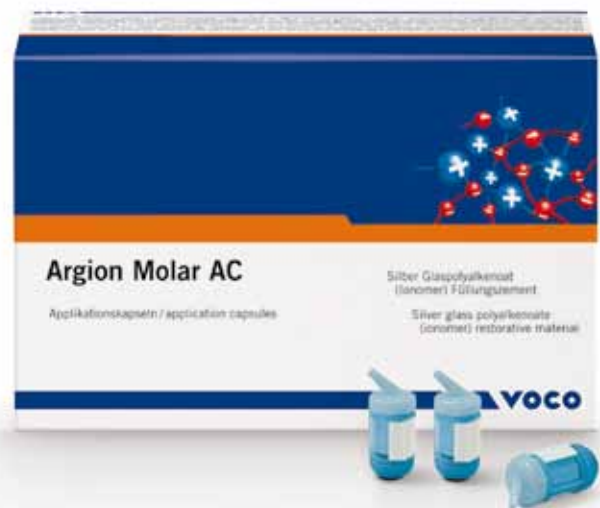 Argion Molar AC
Applikationskapseln / application capsules
Silber Glaspolyalkenoat
(Ionomer) Füllungszement
Silver glass polyalkenoate
(ionomer) restorative material
VOCO